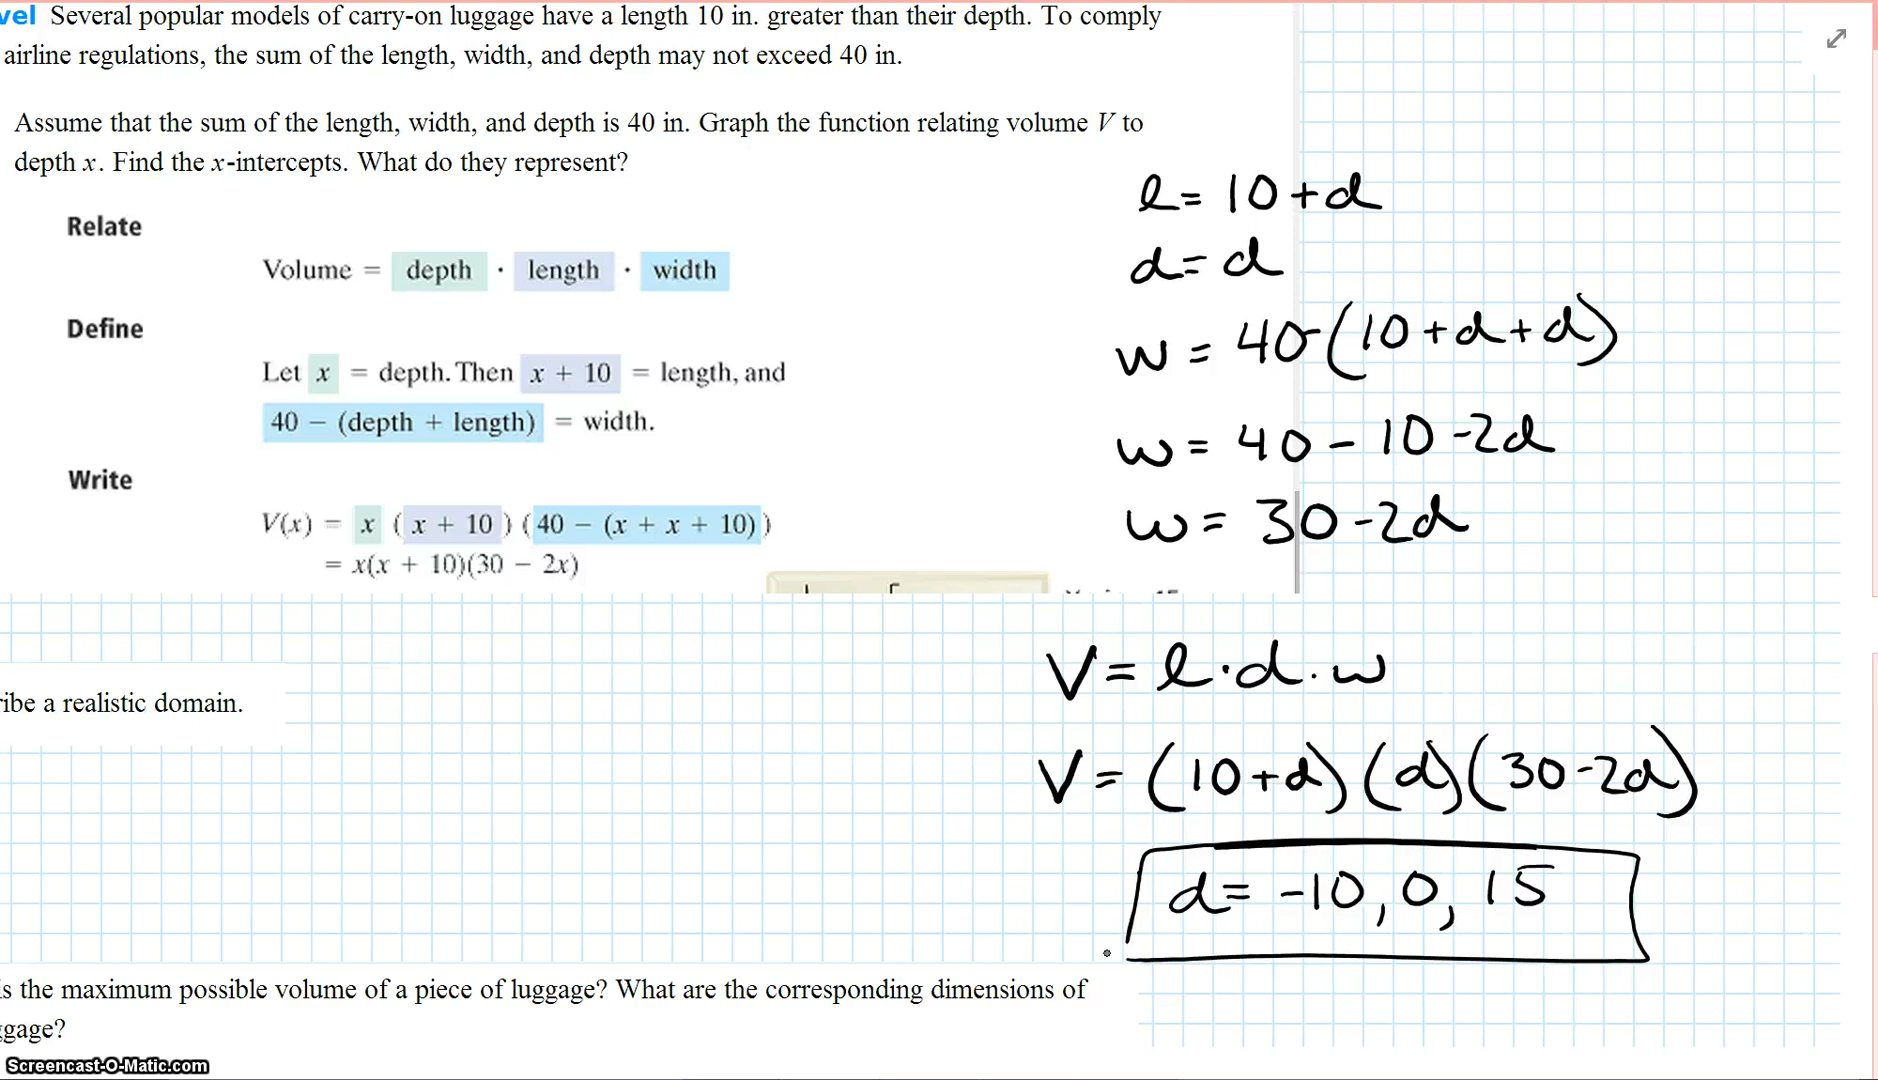 vel Several popular models of carry-on luggage have a length 10 in. greater than their depth. To comply
airline regulations, the sum of the length, width, and depth may not exceed 40 in.
Assume that the sum of the length, width, and depth is 40 in. Graph the function relating volume V to
depth x. Find the x-intercepts. What do they represent?
Relate
Volume = depth · length · width
Define
Let x = depth. Then x + 10 = length, and
40 − (depth + length) = width.
Write
V(x) = x (x + 10) (40 − (x + x + 10))
= x(x + 10)(30 − 2x)
l = 10 + d
d = d
w = 40 - (10 + d + d)
w = 40 - 10 - 2d
w = 30 - 2d
V = l · d · w
V = (10 + d) (d) (30 - 2d)
d = -10, 0, 15
ibe a realistic domain.
is the maximum possible volume of a piece of luggage? What are the corresponding dimensions of
ggage?
Screencast-O-Matic.com